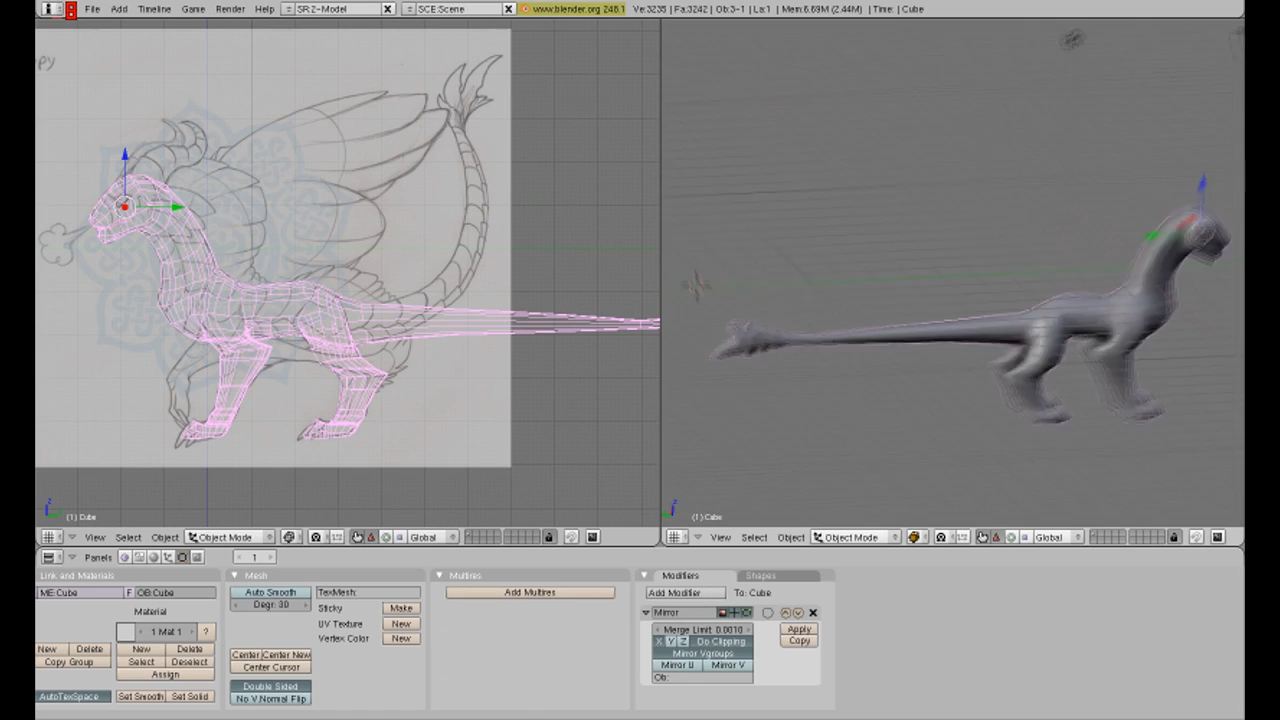 File Add Timeline Game Render Help SR:2-Model SCE:Scene www.blender.org 248.1 Ve:3235 | Fa:3242 | Ob:3-1 | La:1 | Mem:6.69M (2.44M) | Time: | Cube
py
z
(1) Cube
z
(1) Cube
View Select Object Object Mode Global
View Select Object Object Mode Global
Panels 1
Link and Materials
ME:Cube F OB:Cube
Material
1 Mat 1 ?
New Delete New Delete
Copy Group Select Deselect
Assign
AutoTexSpace Set Smooth Set Solid
Mesh
Auto Smooth TexMesh:
Degr: 30 Sticky Make
UV Texture New
Vertex Color New
Center Center New
Center Cursor
Double Sided
No V.Normal Flip
Multires
Add Multires
Modifiers Shapes
Add Modifier To: Cube
Mirror
Merge Limit: 0.0010 Apply
X Y Z Do Clipping Copy
Mirror Vgroups
Mirror U Mirror V
Ob: